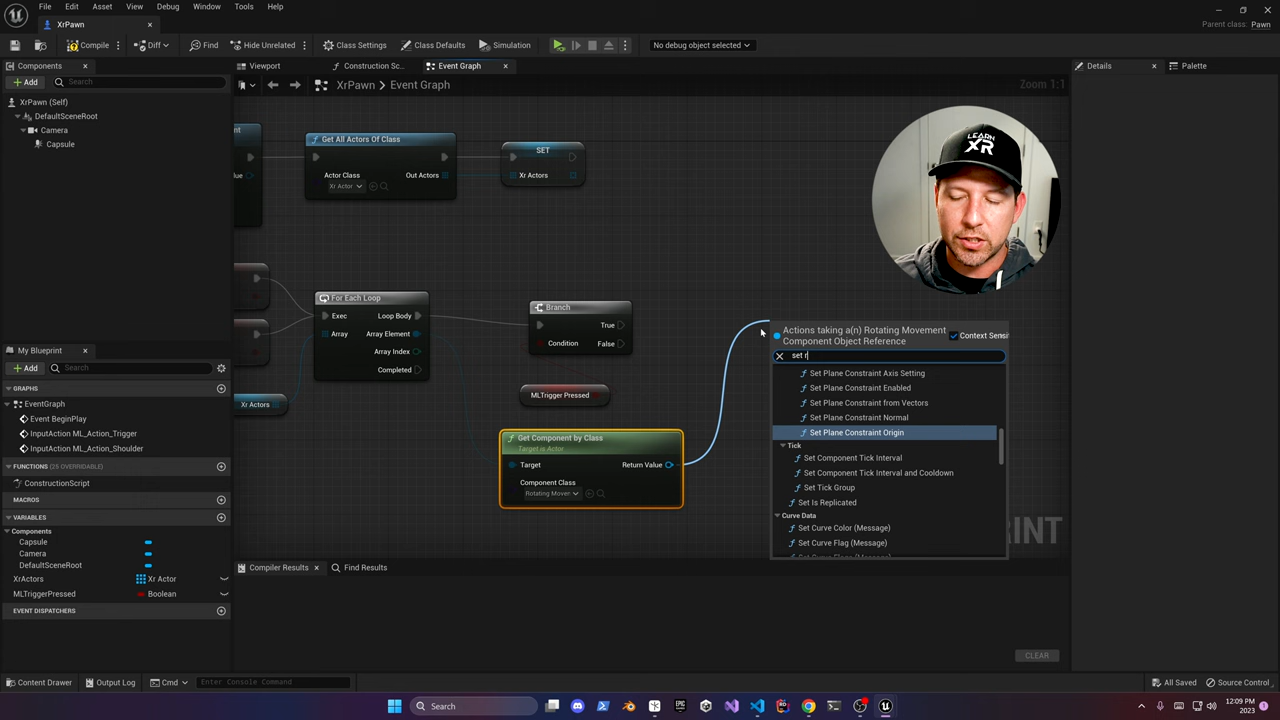 File Edit Asset View Debug Window Tools Help
XrPawn
Parent class: Pawn
Compile Diff Find Hide Unrelated Class Settings Class Defaults Simulation No debug object selected
Components
Add Search
XrPawn (Self)
DefaultSceneRoot
Camera
Capsule
Viewport Construction Sc... Event Graph
XrPawn > Event Graph
Zoom 1:1
Details Palette
LEARN
XR
Get All Actors Of Class
Actor Class Out Actors
Xr Actor
SET
Xr Actors
For Each Loop
Exec Loop Body
Array Array Element
Array Index
Completed
Xr Actors
Branch
True
Condition False
MLTrigger Pressed
Get Component by Class
Target is Actor
Target Return Value
Component Class
Rotating Mover
Actions taking a(n) Rotating Movement
Component Object Reference
Context Sensi
set r
Set Plane Constraint Axis Setting
Set Plane Constraint Enabled
Set Plane Constraint from Vectors
Set Plane Constraint Normal
Set Plane Constraint Origin
Tick
Set Component Tick Interval
Set Component Tick Interval and Cooldown
Set Tick Group
Set Is Replicated
Curve Data
Set Curve Color (Message)
Set Curve Flag (Message)
My Blueprint
Add Search
GRAPHS
EventGraph
Event BeginPlay
InputAction ML_Action_Trigger
InputAction ML_Action_Shoulder
FUNCTIONS (25 OVERRIDABLE)
ConstructionScript
MACROS
VARIABLES
Components
Capsule
Camera
DefaultSceneRoot
XrActors Xr Actor
MLTriggerPressed Boolean
EVENT DISPATCHERS
Compiler Results Find Results
CLEAR
Content Drawer Output Log Cmd Enter Console Command All Saved Source Control
Search
12:09 PM
2023